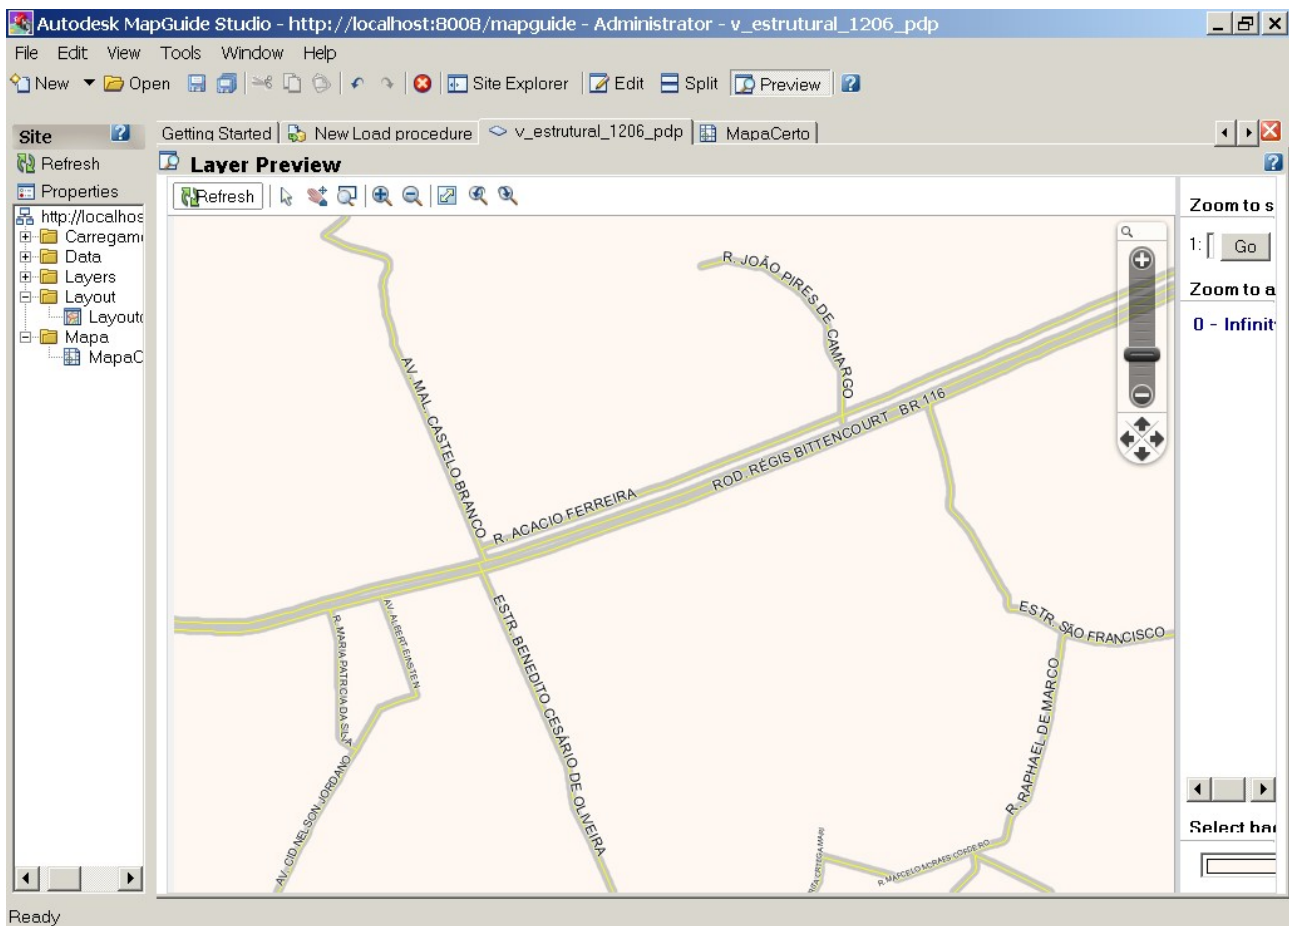 Autodesk MapGuide Studio - http://localhost:8008/mapguide - Administrator - v_estrutural_1206_pdp
File Edit View Tools Window Help
New Open Site Explorer Edit Split Preview
Site
Getting Started New Load procedure v_estrutural_1206_pdp MapaCerto
Refresh
Layer Preview
Properties
Refresh
Zoom to s
http://localhos
Carregam
Data
Layers
Layout
Layout
Mapa
MapaC
1: Go
Zoom to a
0 - Infinit
R. JOÃO PIRES DE CAMARGO
AV. MAL. CASTELO BRANCO
ROD. RÉGIS BITTENCOURT BR 116
R. ACACIO FERREIRA
ESTR. BENEDITO CESÁRIO DE OLIVEIRA
AV. ALBERT EINSTEN
R. MARIA PATRICIA DA SILVA
AV. CID NELSON JORDANO
ESTR. SÃO FRANCISCO
R. RAPHAEL DE MARCO
R. MARCELO MORAES CORDEIRO
Select bac
Ready